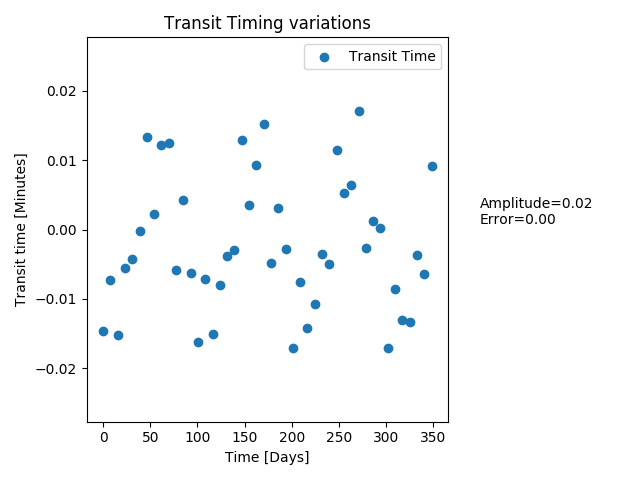 Transit Timing variations
Transit Time
0.02
0.01
0.00
−0.01
−0.02
Transit time [Minutes]
0 50 100 150 200 250 300 350
Time [Days]
Amplitude=0.02
Error=0.00